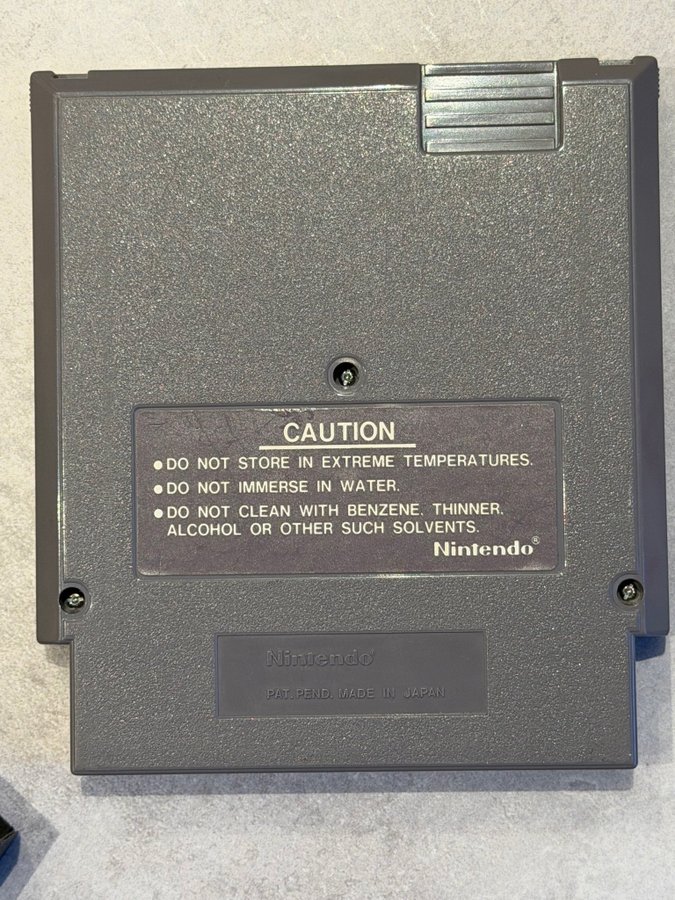 CAUTION
● DO NOT STORE IN EXTREME TEMPERATURES.
● DO NOT IMMERSE IN WATER.
● DO NOT CLEAN WITH BENZENE, THINNER,
ALCOHOL OR OTHER SUCH SOLVENTS.
Nintendo®
Nintendo®
PAT. PEND. MADE IN JAPAN